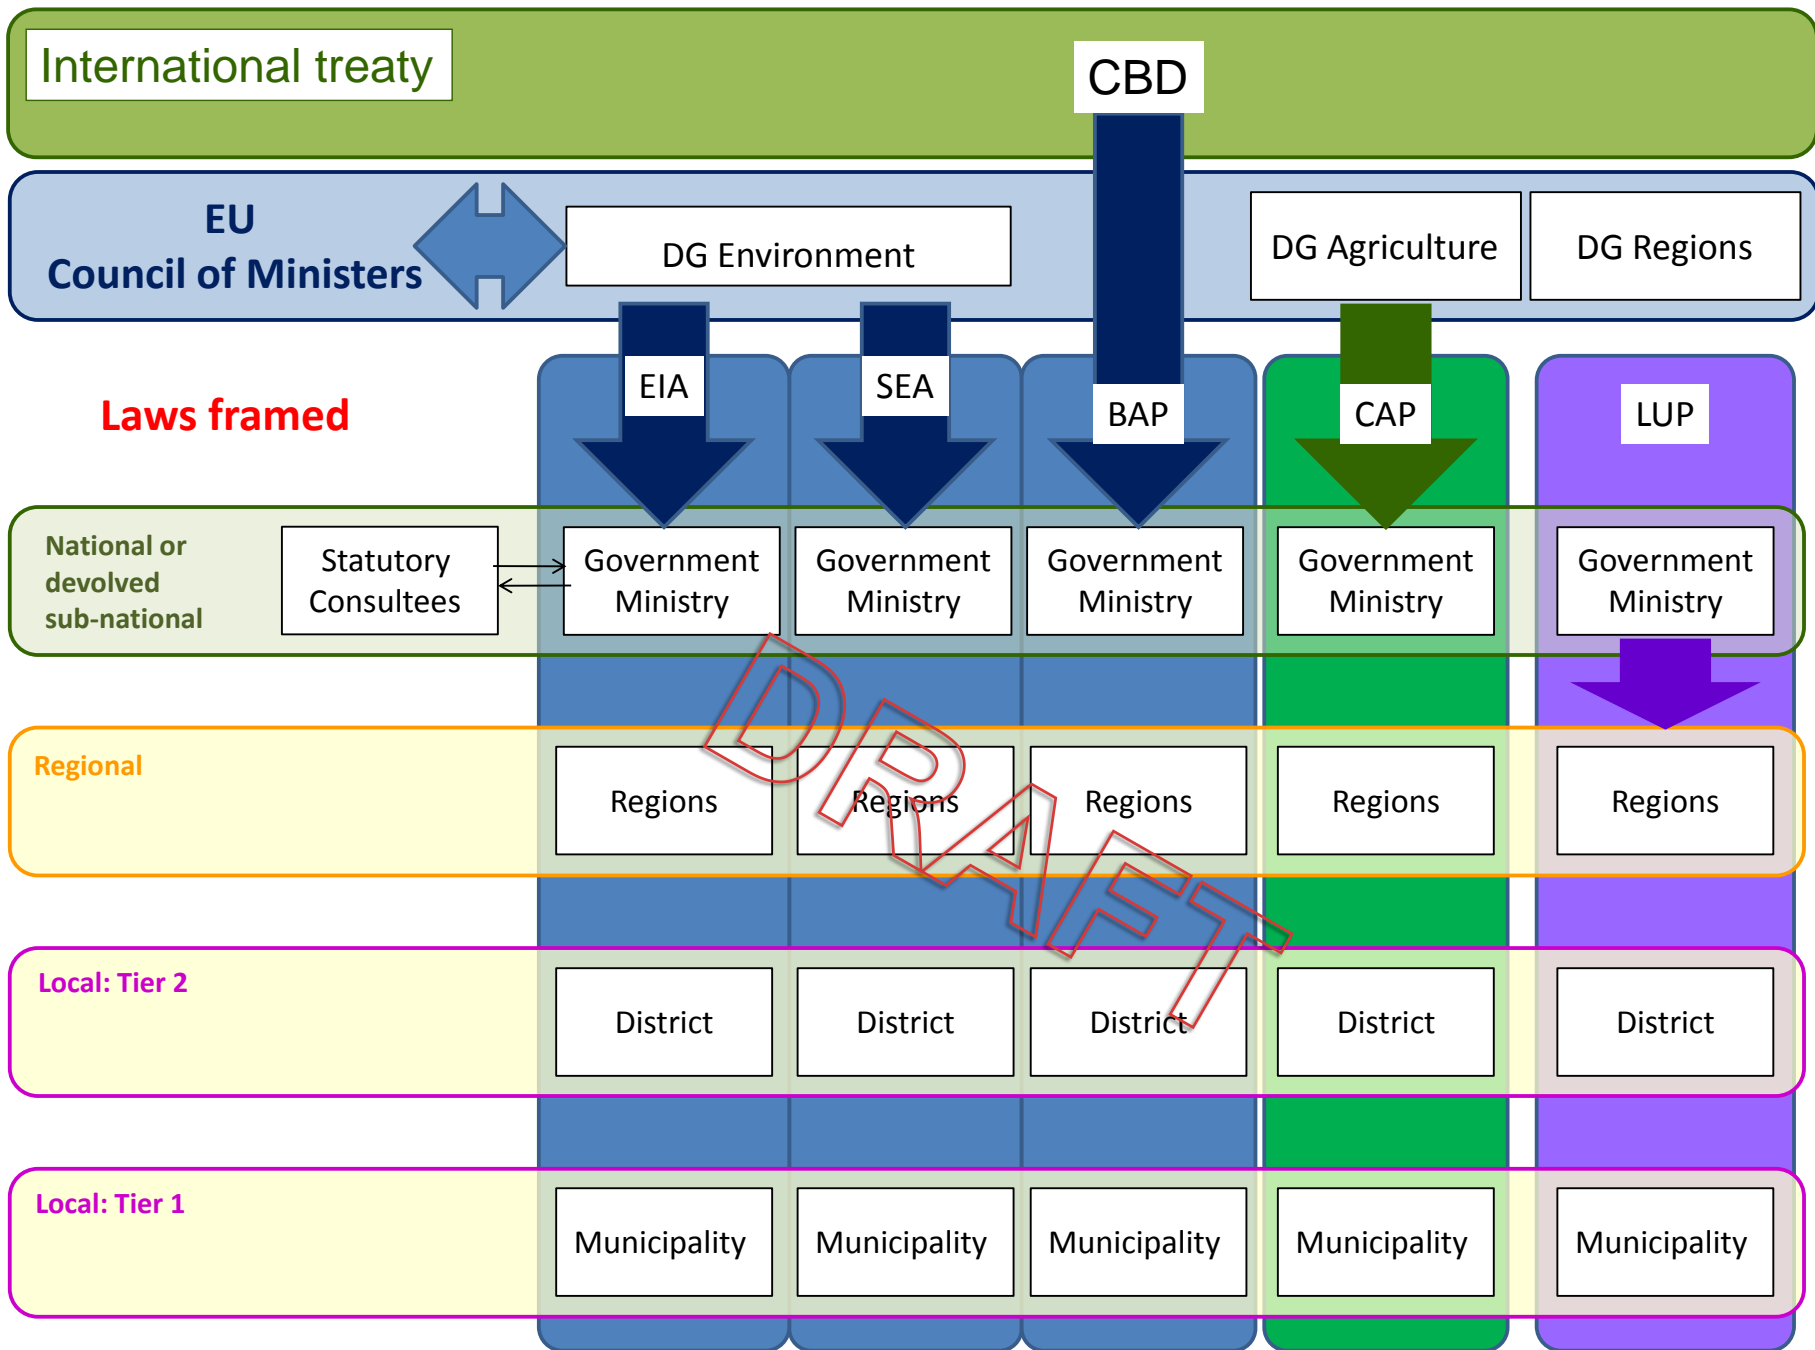 International treaty
CBD
EU
Council of Ministers
DG Environment
DG Agriculture
DG Regions
Laws framed
EIA
SEA
BAP
CAP
LUP
National or
devolved
sub-national
Statutory
Consultees
Government
Ministry
Government
Ministry
Government
Ministry
Government
Ministry
Government
Ministry
DRAFT
Regional
Regions
Regions
Regions
Regions
Regions
Local: Tier 2
District
District
District
District
District
Local: Tier 1
Municipality
Municipality
Municipality
Municipality
Municipality